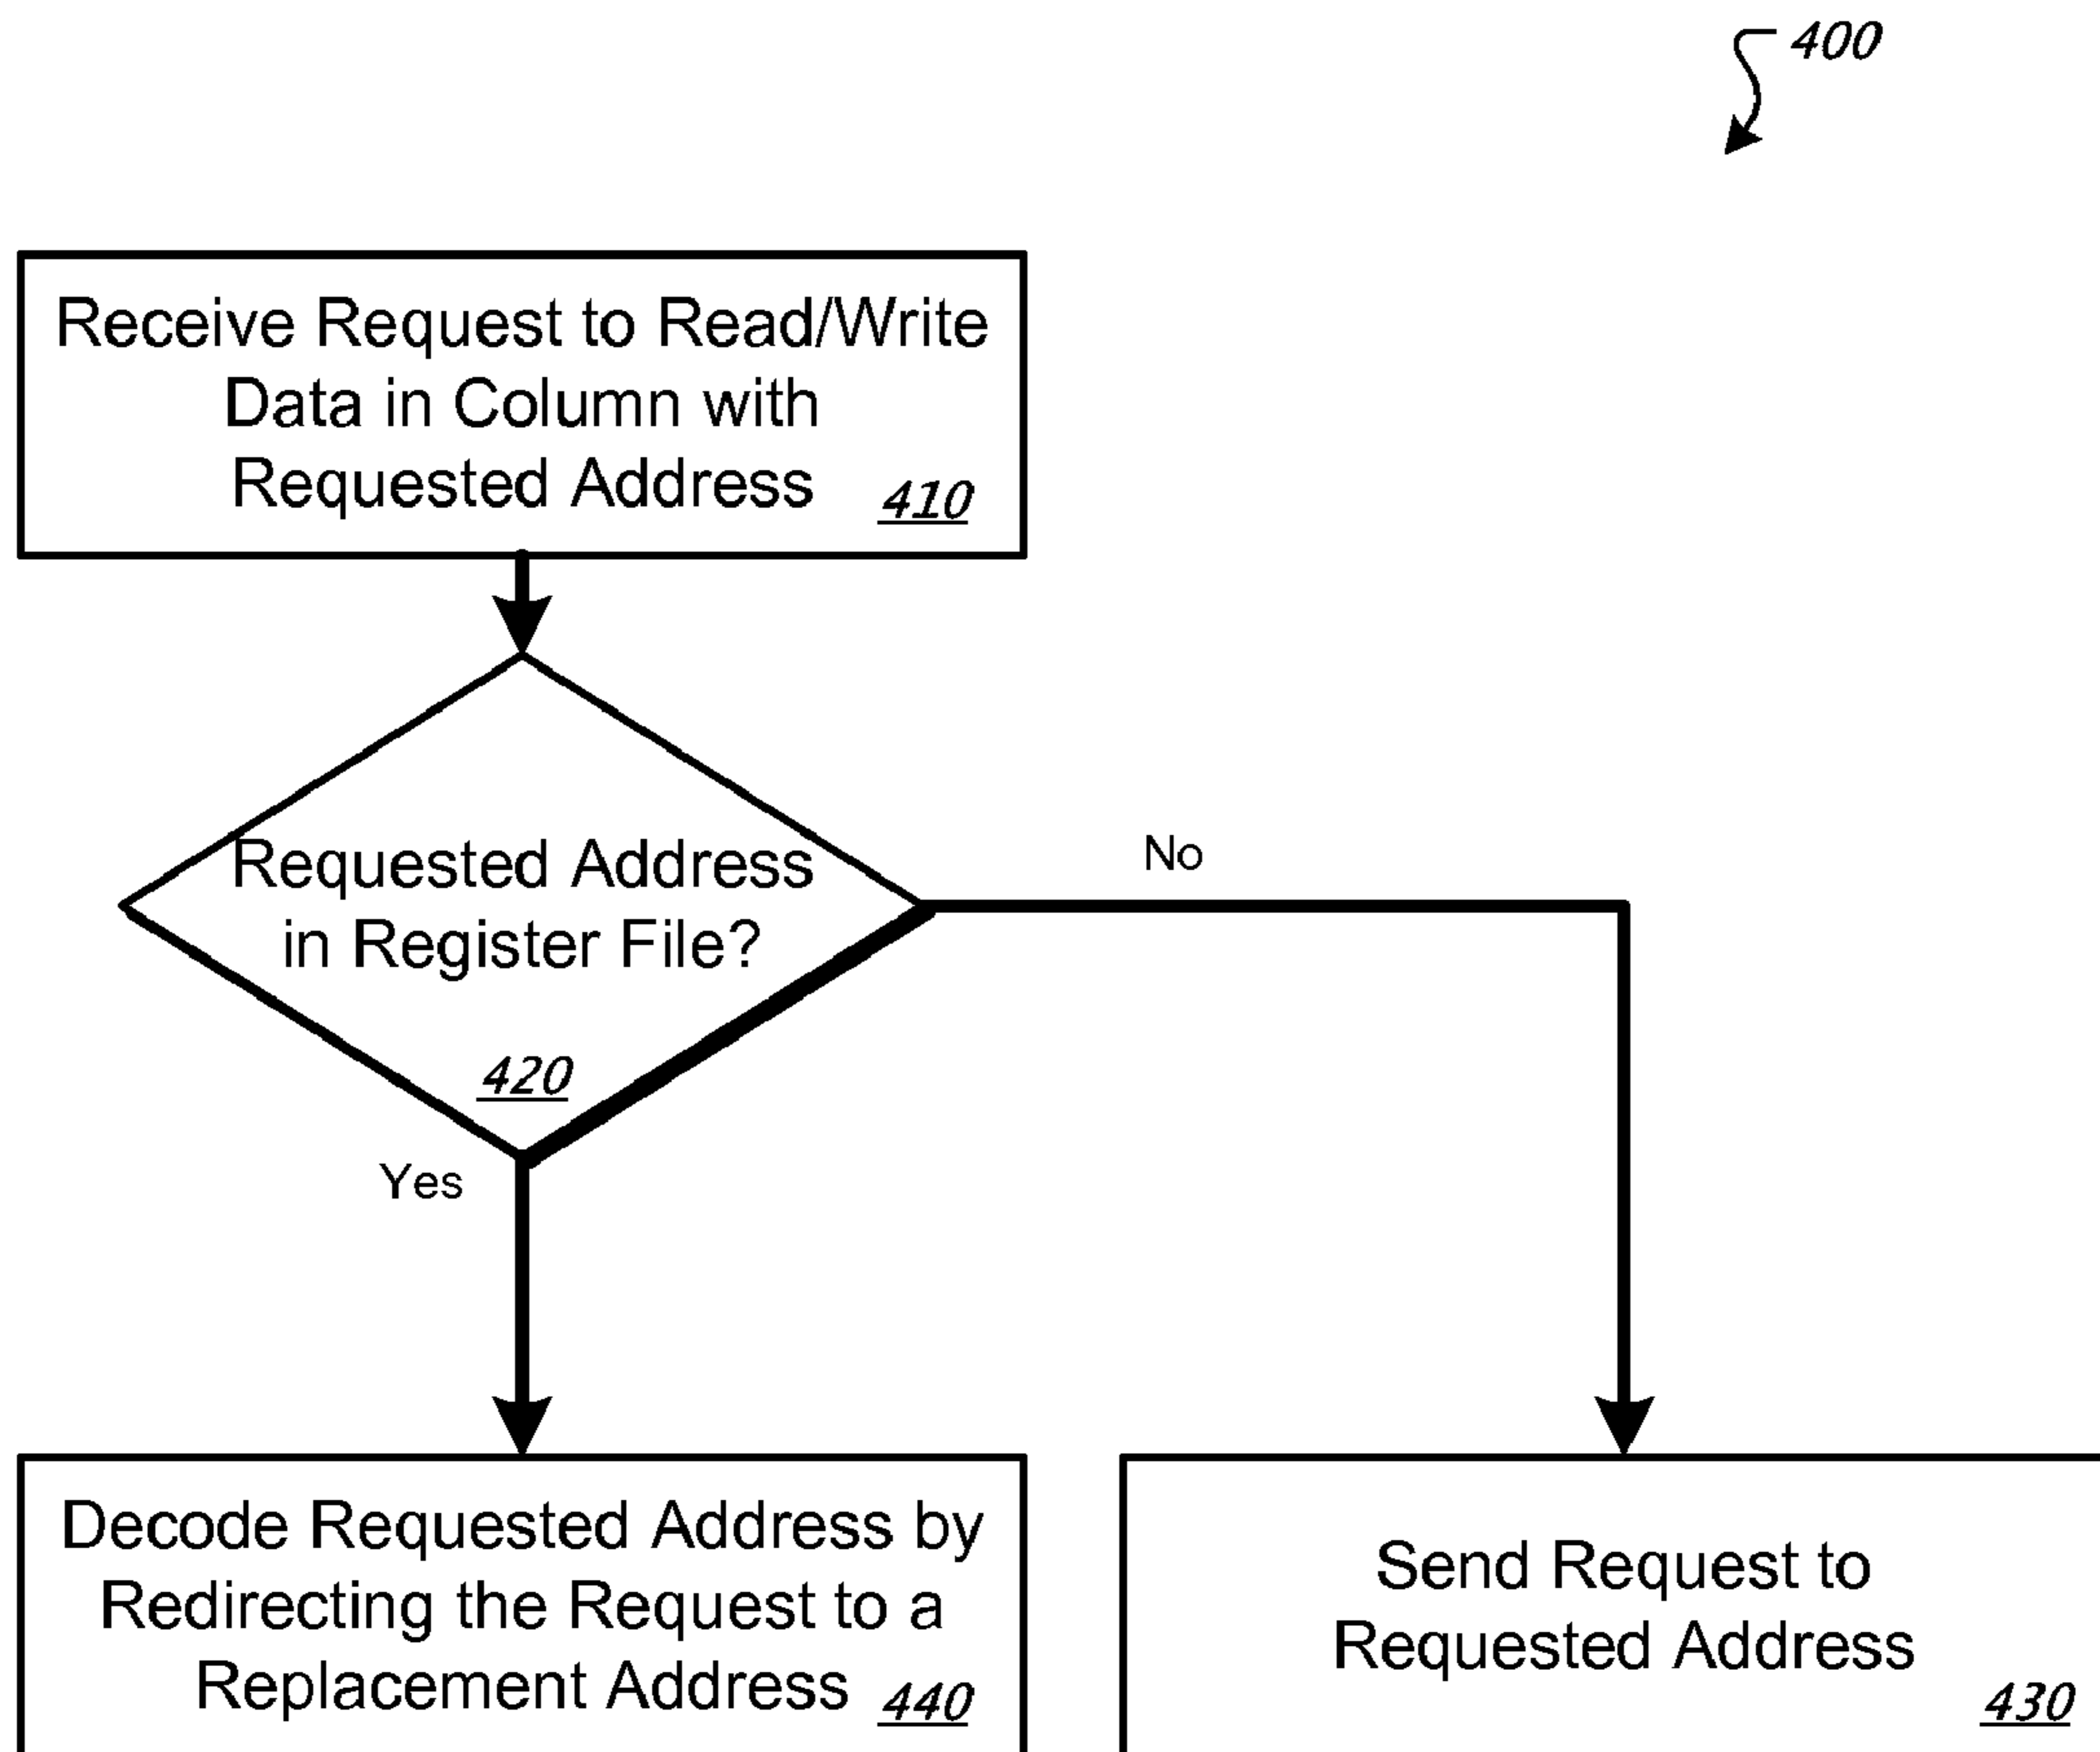 400
Receive Request to Read/Write
Data in Column with
Requested Address 410
Requested Address
in Register File?
420
No
Yes
Decode Requested Address by
Redirecting the Request to a
Replacement Address 440
Send Request to
Requested Address
430